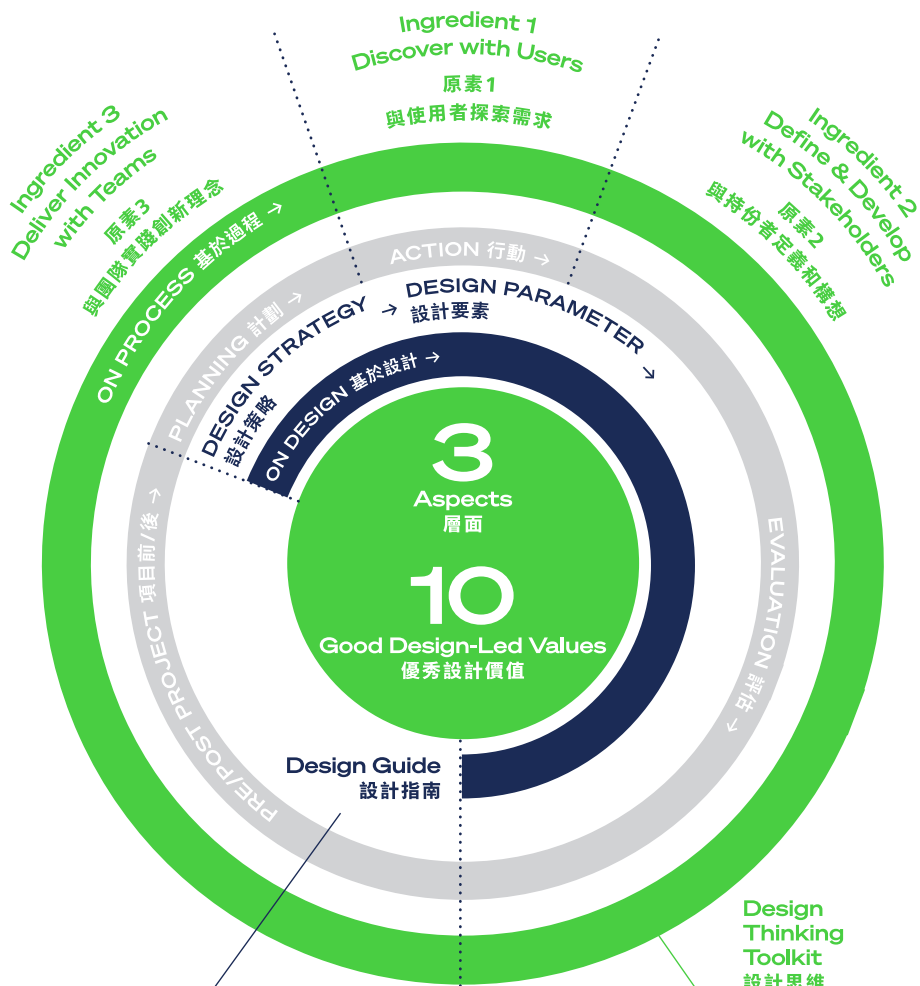 Ingredient 1
Discover with Users
原素1
與使用者探索需求
Ingredient 2
Define & Develop
with Stakeholders
原素2
與持份者定義和構想
Ingredient 3
Deliver Innovation
with Teams
原素3
與團隊實踐創新理念
ON PROCESS 基於過程 →
PLANNING 計劃 →
ACTION 行動 →
EVALUATION 評估 →
PRE/POST PROJECT 項目前/後 →
DESIGN STRATEGY →
設計策略
DESIGN PARAMETER →
設計要素
ON DESIGN 基於設計 →
3
Aspects
層面
10
Good Design-Led Values
優秀設計價值
Design Guide
設計指南
Design
Thinking
Toolkit
設計思維